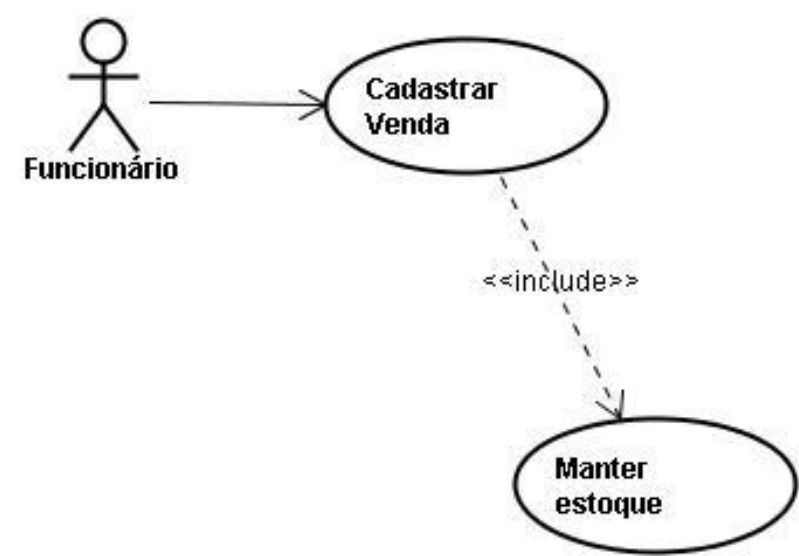 Cadastrar
Venda
Funcionário
<<include>>
Manter
estoque